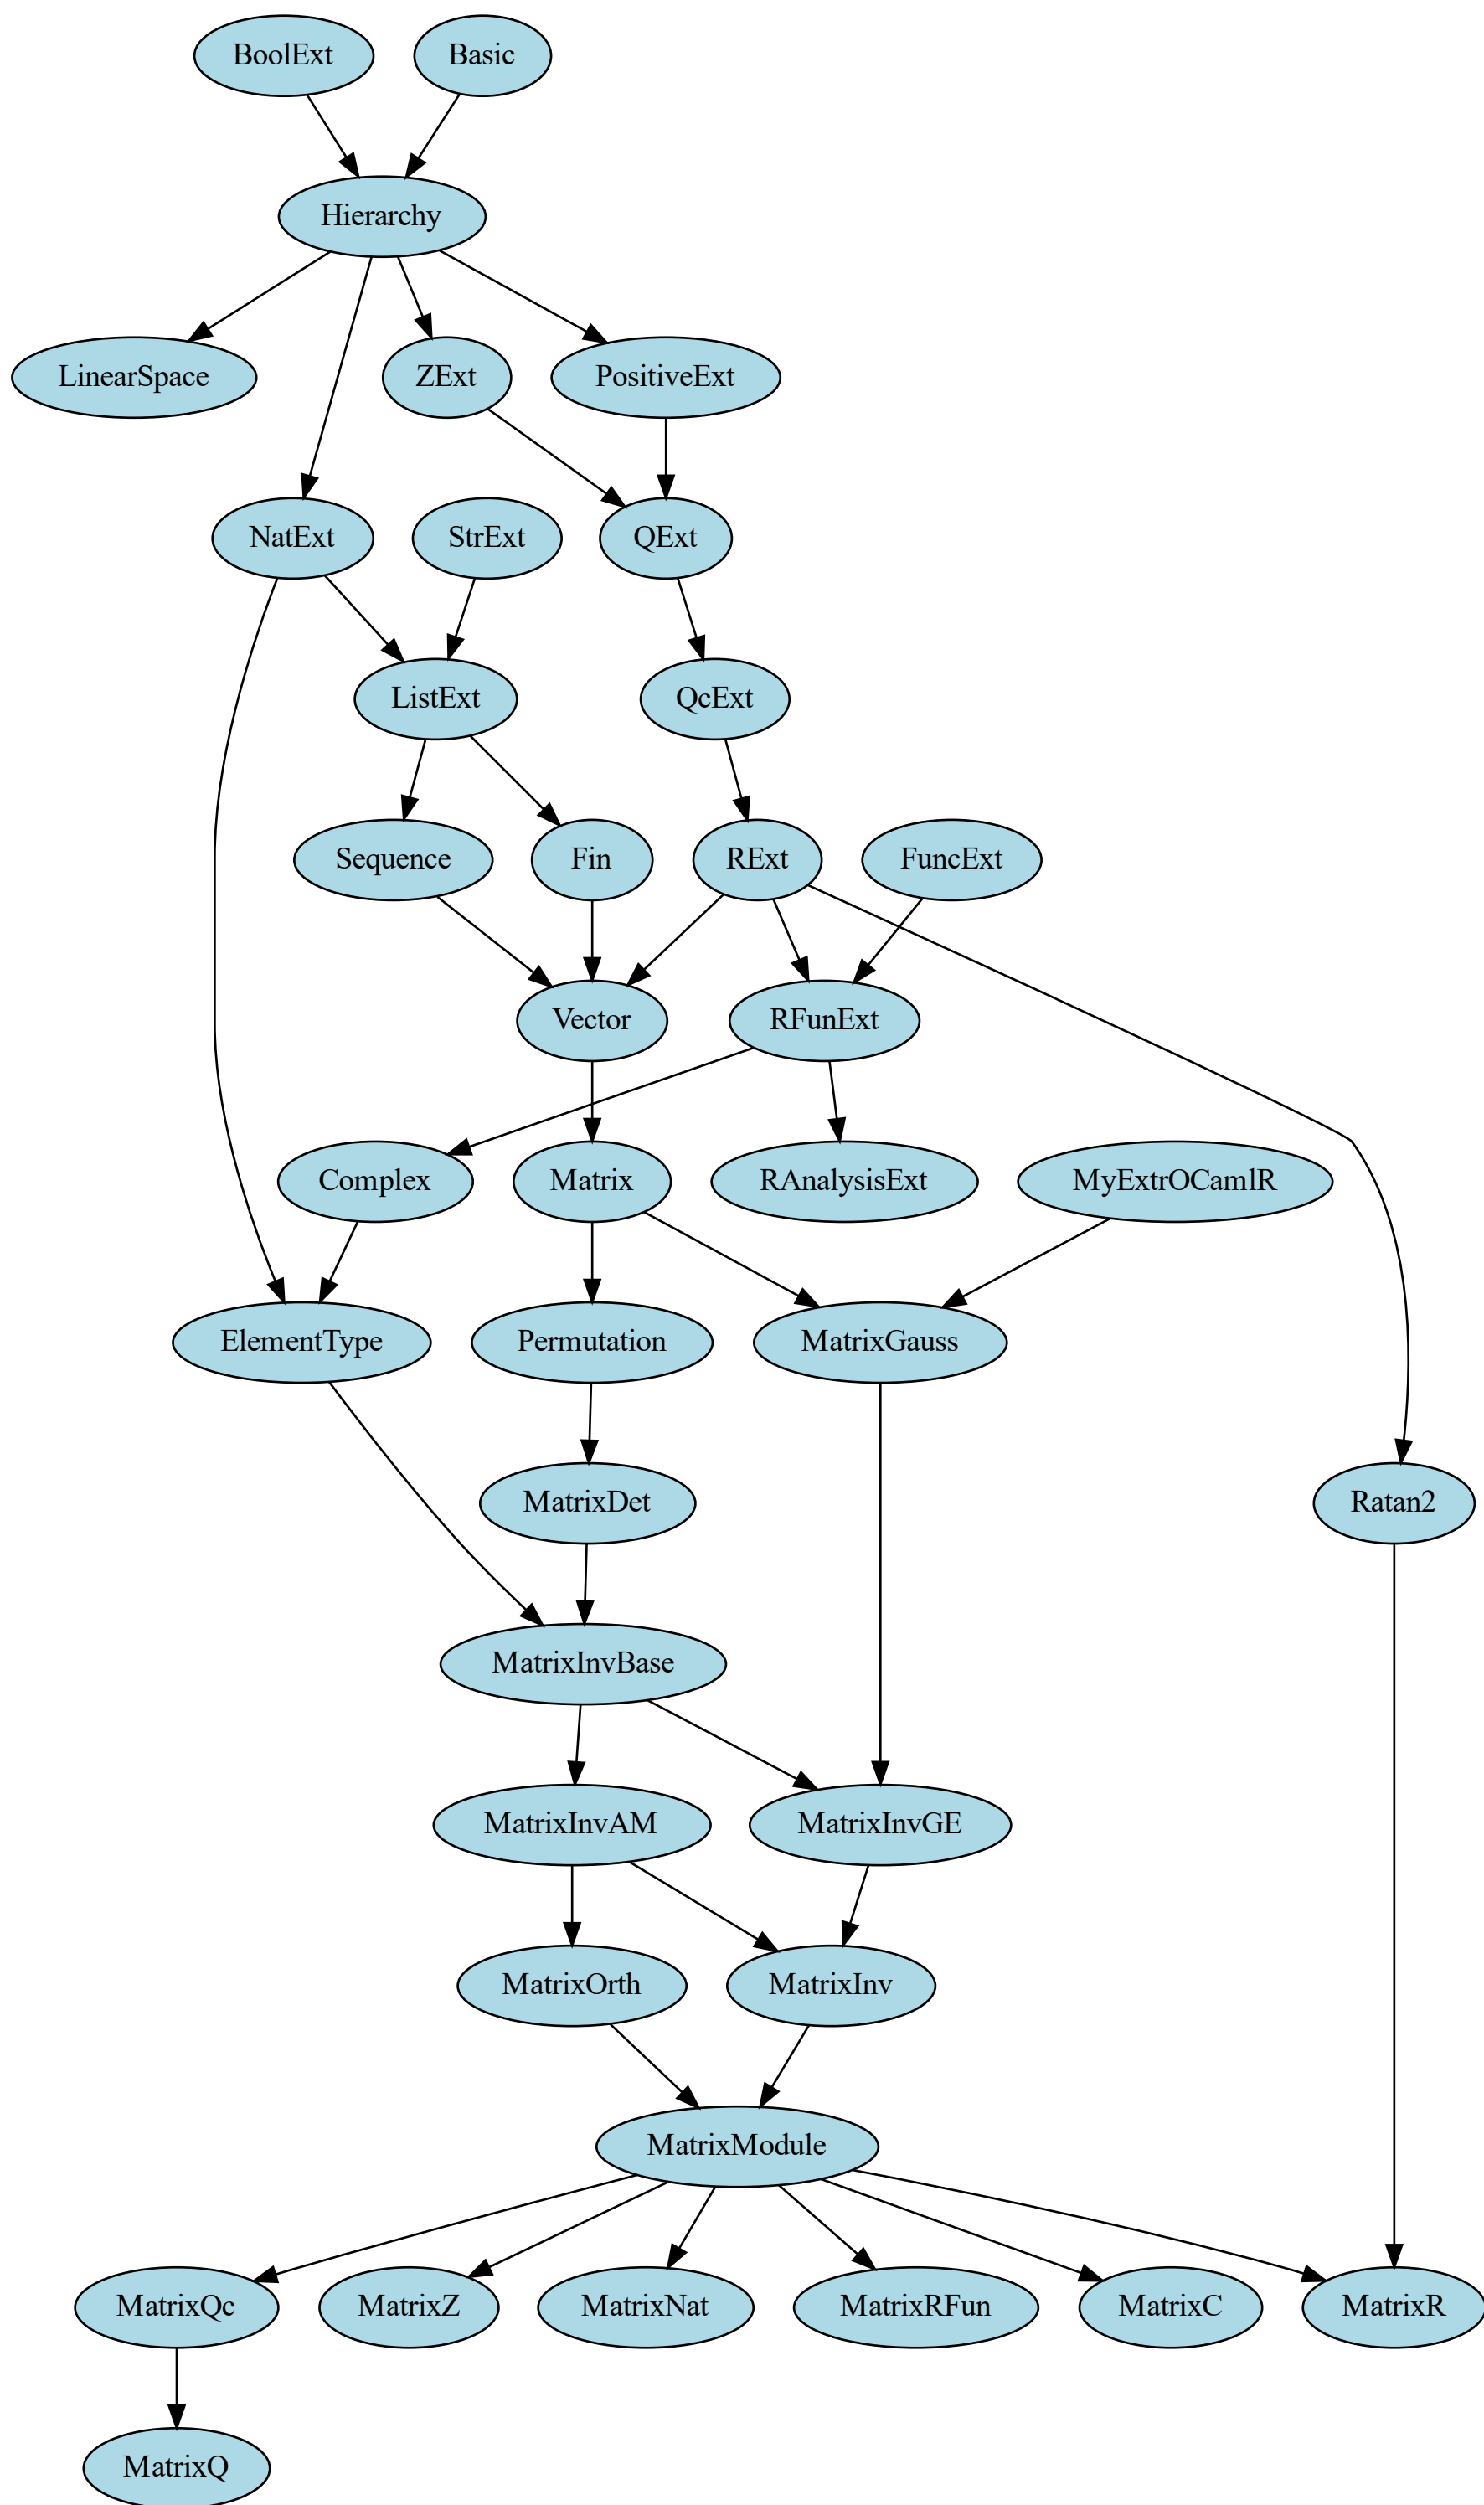 BoolExt
Basic
Hierarchy
LinearSpace
ZExt
PositiveExt
NatExt
StrExt
QExt
ListExt
QcExt
Sequence
Fin
RExt
FuncExt
Vector
RFunExt
Complex
Matrix
RAnalysisExt
MyExtrOCamlR
ElementType
Permutation
MatrixGauss
MatrixDet
Ratan2
MatrixInvBase
MatrixInvAM
MatrixInvGE
MatrixOrth
MatrixInv
MatrixModule
MatrixQc
MatrixZ
MatrixNat
MatrixRFun
MatrixC
MatrixR
MatrixQ